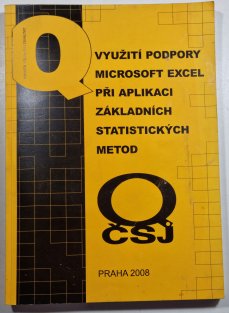 Q
VYUŽITÍ PODPORY
MICROSOFT EXCEL
PŘI APLIKACI
ZÁKLADNÍCH
STATISTICKÝCH
METOD
Q
ČSJ
PRAHA 2008